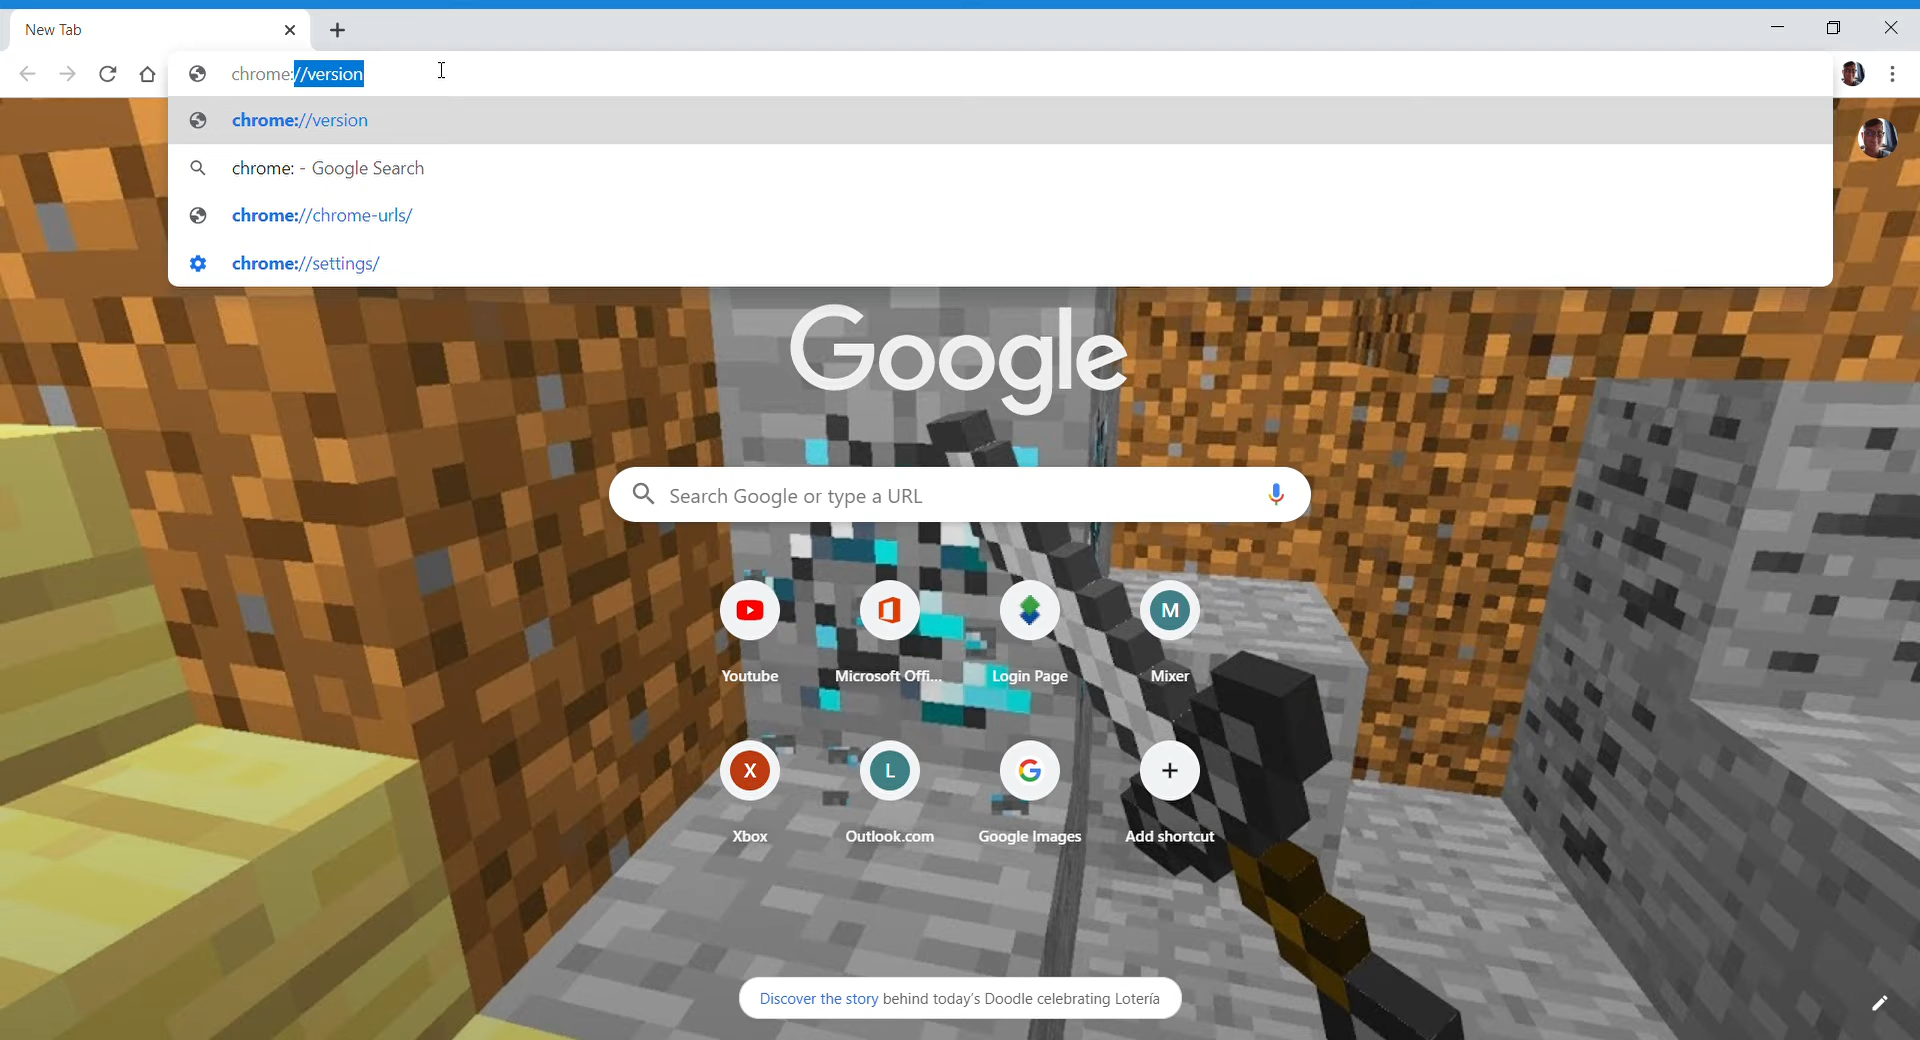 New Tab
chrome://version
chrome://version
chrome: - Google Search
chrome://chrome-urls/
chrome://settings/
Google
Search Google or type a URL
M
Youtube
Microsoft Offi...
Login Page
Mixer
X
L
G
Xbox
Outlook.com
Google Images
Add shortcut
Discover the story behind today's Doodle celebrating Lotería